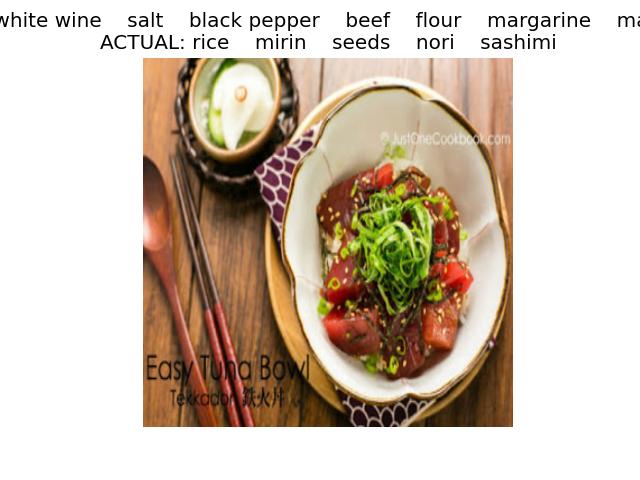 white wine salt black pepper beef flour margarine
ACTUAL: rice mirin seeds nori sashimi
© JustOneCookbook.com
Easy Tuna Bowl
Tekkadon 鉄火丼